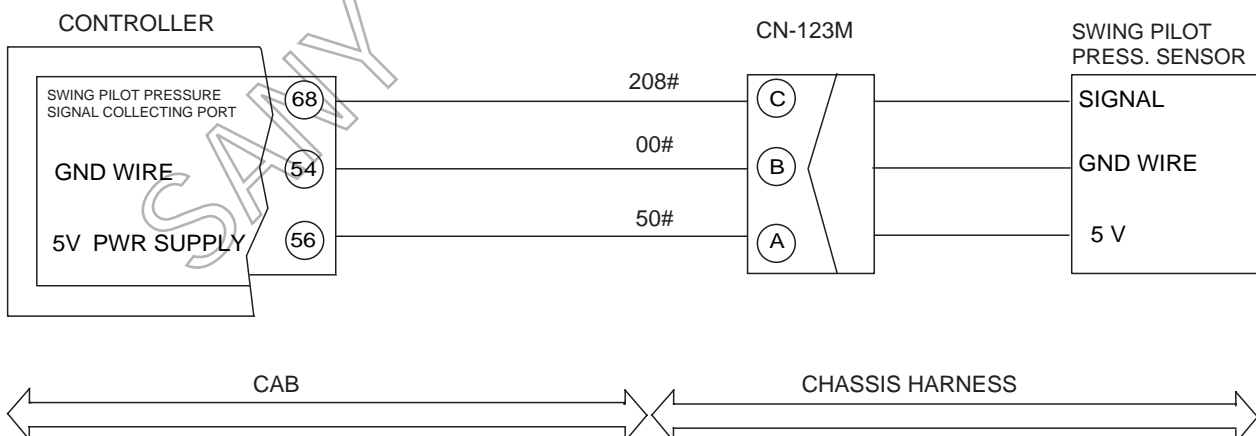 CONTROLLER
CN-123M
SWING PILOT
PRESS. SENSOR
SWING PILOT PRESSURE
SIGNAL COLLECTING PORT
68
208#
C
SIGNAL
GND WIRE
54
00#
B
GND WIRE
5V PWR SUPPLY
56
50#
A
5 V
SANY
CAB
CHASSIS HARNESS